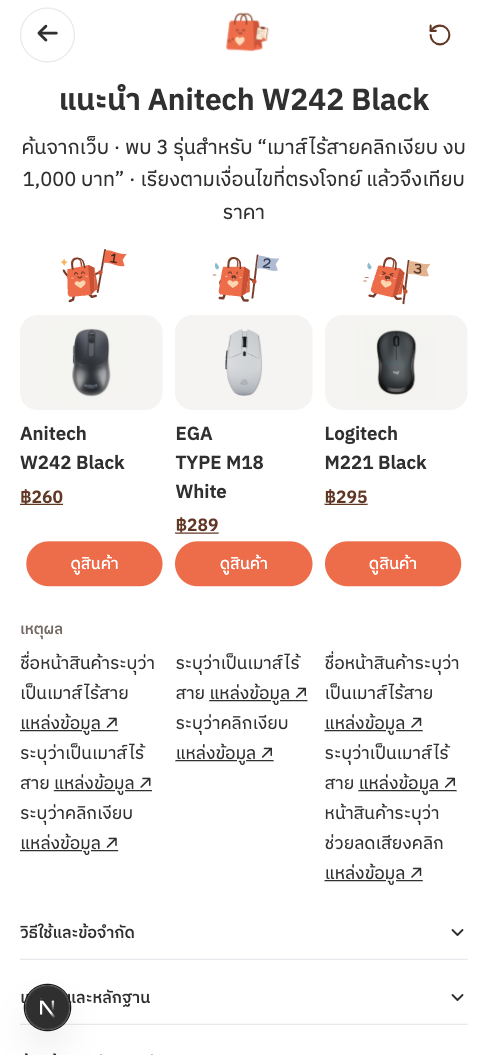 แนะนำ Anitech W242 Black
ค้นจากเว็บ · พบ 3 รุ่นสำหรับ “เมาส์ไร้สายคลิกเงียบ งบ
1,000 บาท” · เรียงตามเงื่อนไขที่ตรงโจทย์ แล้วจึงเทียบ
ราคา
1
2
3
Anitech
W242 Black
฿260
ดูสินค้า
EGA
TYPE M18
White
฿289
ดูสินค้า
Logitech
M221 Black
฿295
ดูสินค้า
เหตุผล
ชื่อหน้าสินค้าระบุว่า
เป็นเมาส์ไร้สาย
แหล่งข้อมูล ↗
ระบุว่าเป็นเมาส์ไร้
สาย แหล่งข้อมูล ↗
ระบุว่าคลิกเงียบ
แหล่งข้อมูล ↗
ระบุว่าเป็นเมาส์ไร้
สาย แหล่งข้อมูล ↗
ระบุว่าคลิกเงียบ
แหล่งข้อมูล ↗
ชื่อหน้าสินค้าระบุว่า
เป็นเมาส์ไร้สาย
แหล่งข้อมูล ↗
ระบุว่าเป็นเมาส์ไร้
สาย แหล่งข้อมูล ↗
หน้าสินค้าระบุว่า
ช่วยลดเสียงคลิก
แหล่งข้อมูล ↗
วิธีใช้และข้อจำกัด
และหลักฐาน
N